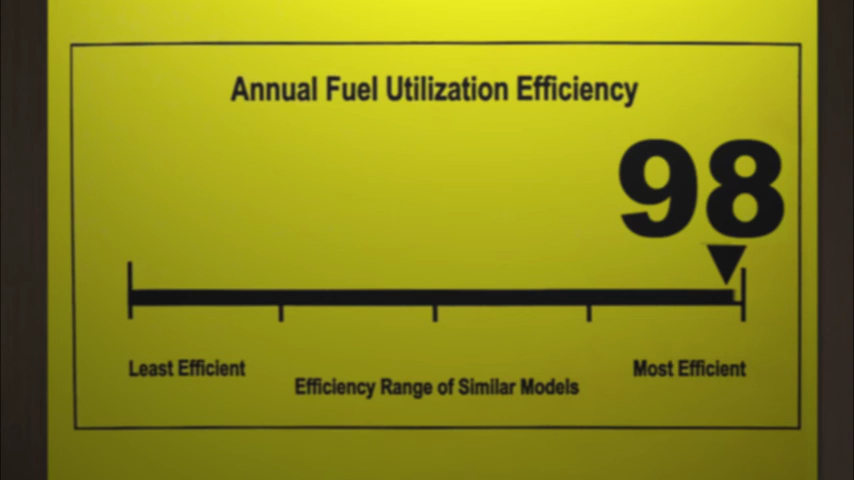 Annual Fuel Utilization Efficiency
98
Least Efficient
Most Efficient
Efficiency Range of Similar Models